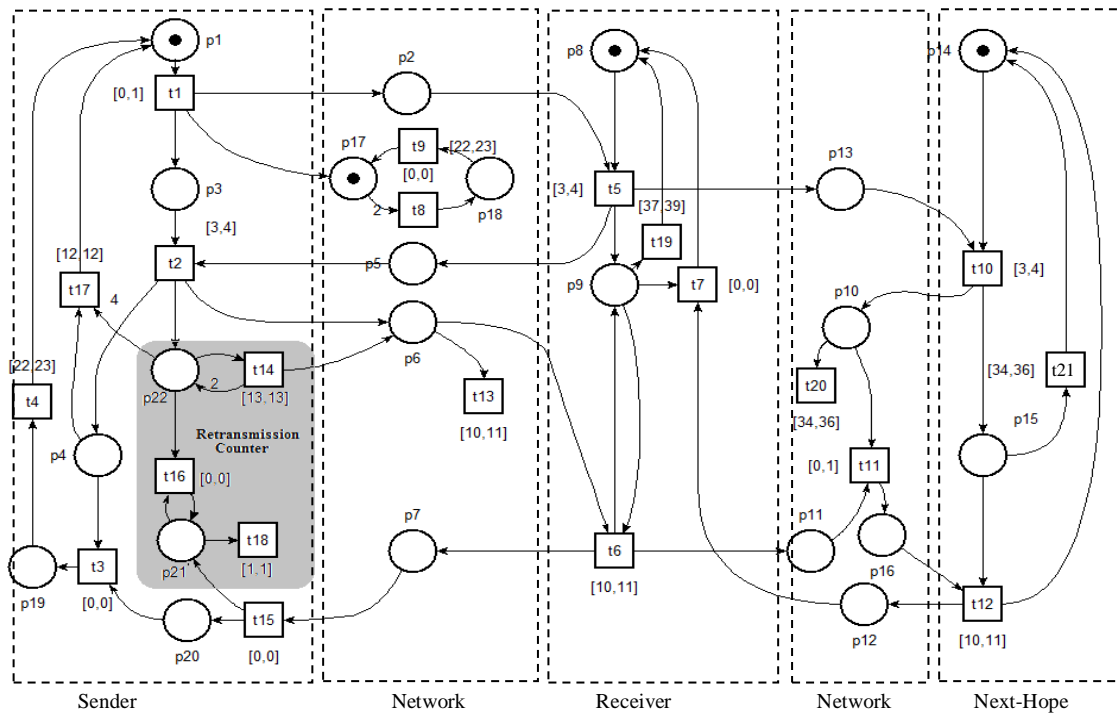 p1
p8
p14
p2
[0,1]
t1
p17
t9
[22,23]
p13
[0,0]
p3
[3,4]
t5
2
t8
p18
[37,39]
[3,4]
t19
[12,12]
t2
p5
t10
[3,4]
t17
4
p9
t7
[0,0]
p10
[22,23]
p22
2
t14
p6
[34,36]
t21
t4
[13,13]
t13
t20
p15
Retransmission
Counter
[10,11]
[34,36]
p4
t16
[0,0]
[0,1]
t11
p7
p11
t18
t6
p21
[1,1]
p16
p19
t3
[10,11]
[0,0]
t15
t12
p20
[0,0]
p12
[10,11]
Sender
Network
Receiver
Network
Next-Hope